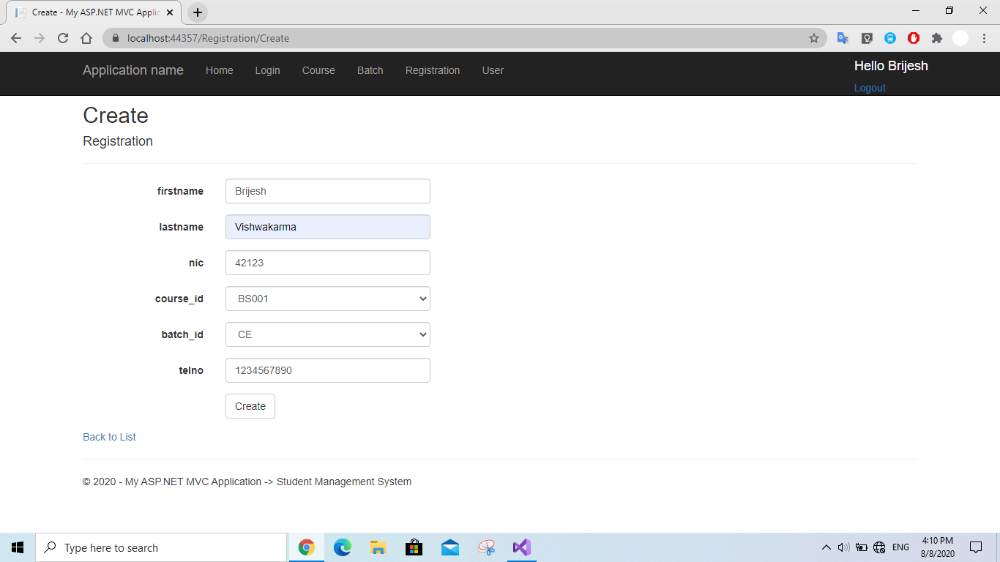 Create - My ASP.NET MVC Applic
localhost:44357/Registration/Create
Application name Home Login Course Batch Registration User Hello Brijesh
Logout
Create
Registration
firstname Brijesh
lastname Vishwakarma
nic 42123
course_id BS001
batch_id CE
telno 1234567890
Create
Back to List
© 2020 - My ASP.NET MVC Application -> Student Management System
Type here to search
ENG
4:10 PM
8/8/2020